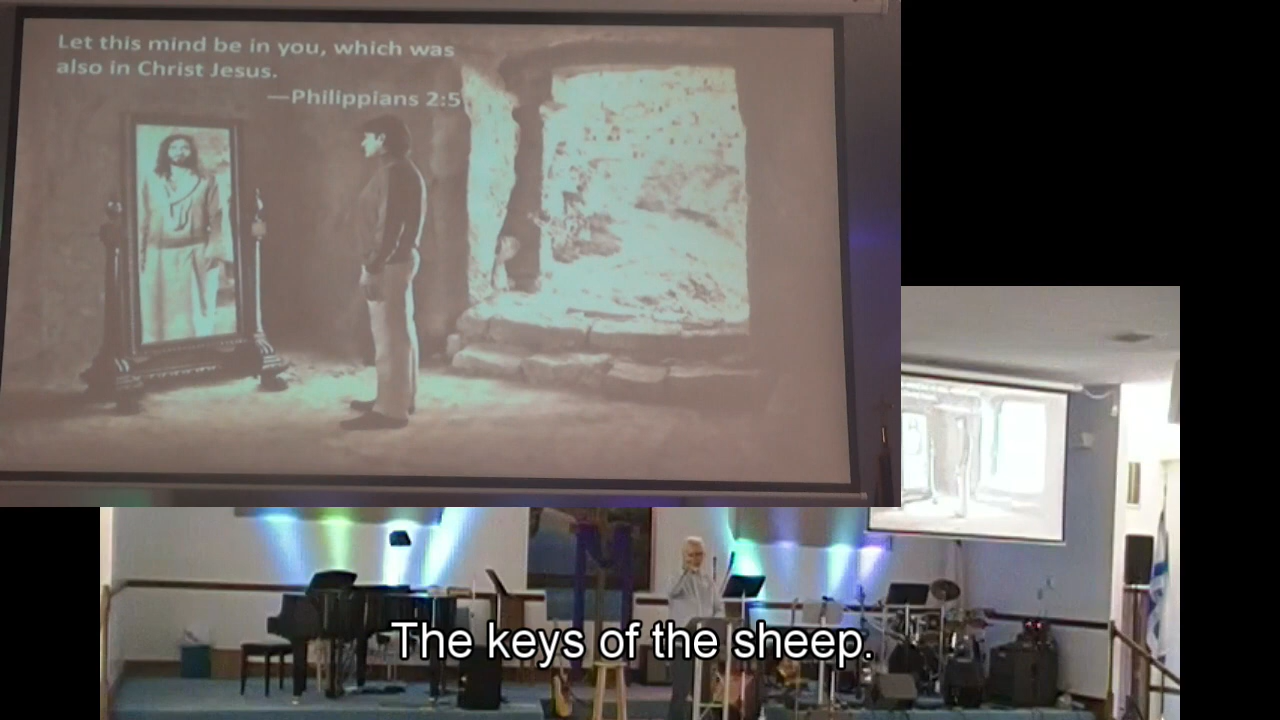 Let this mind be in you, which was
also in Christ Jesus.
—Philippians 2:5
The keys of the sheep.